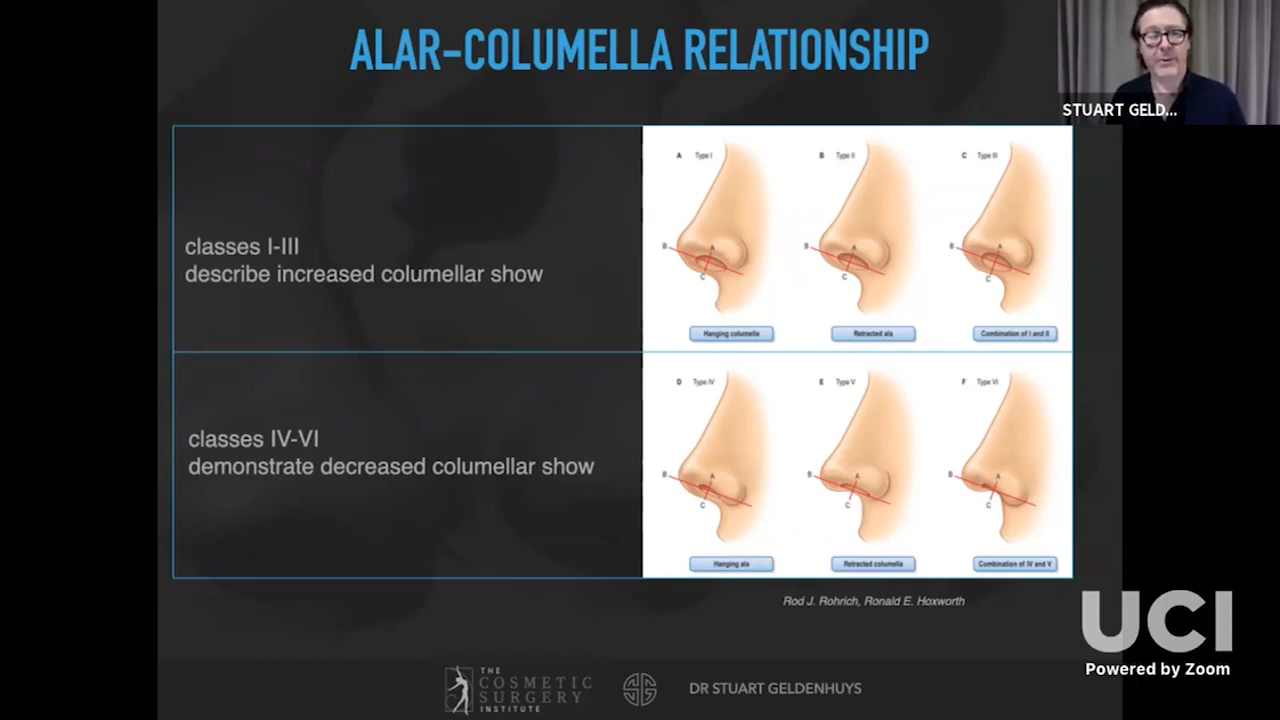 ALAR-COLUMELLA RELATIONSHIP
STUART GELD...
classes I-III
describe increased columellar show
A Type I
B Type II
C Type III
B A C
B A C
B A C
Hanging columella
Retracted ala
Combination of I and II
classes IV-VI
demonstrate decreased columellar show
D Type IV
E Type V
F Type VI
B A C
B A C
B A C
Hanging ala
Retracted columella
Combination of IV and V
Rod J. Rohrich, Ronald E. Hoxworth
UCI
Powered by Zoom
THE
COSMETIC
SURGERY
INSTITUTE
DR STUART GELDENHUYS